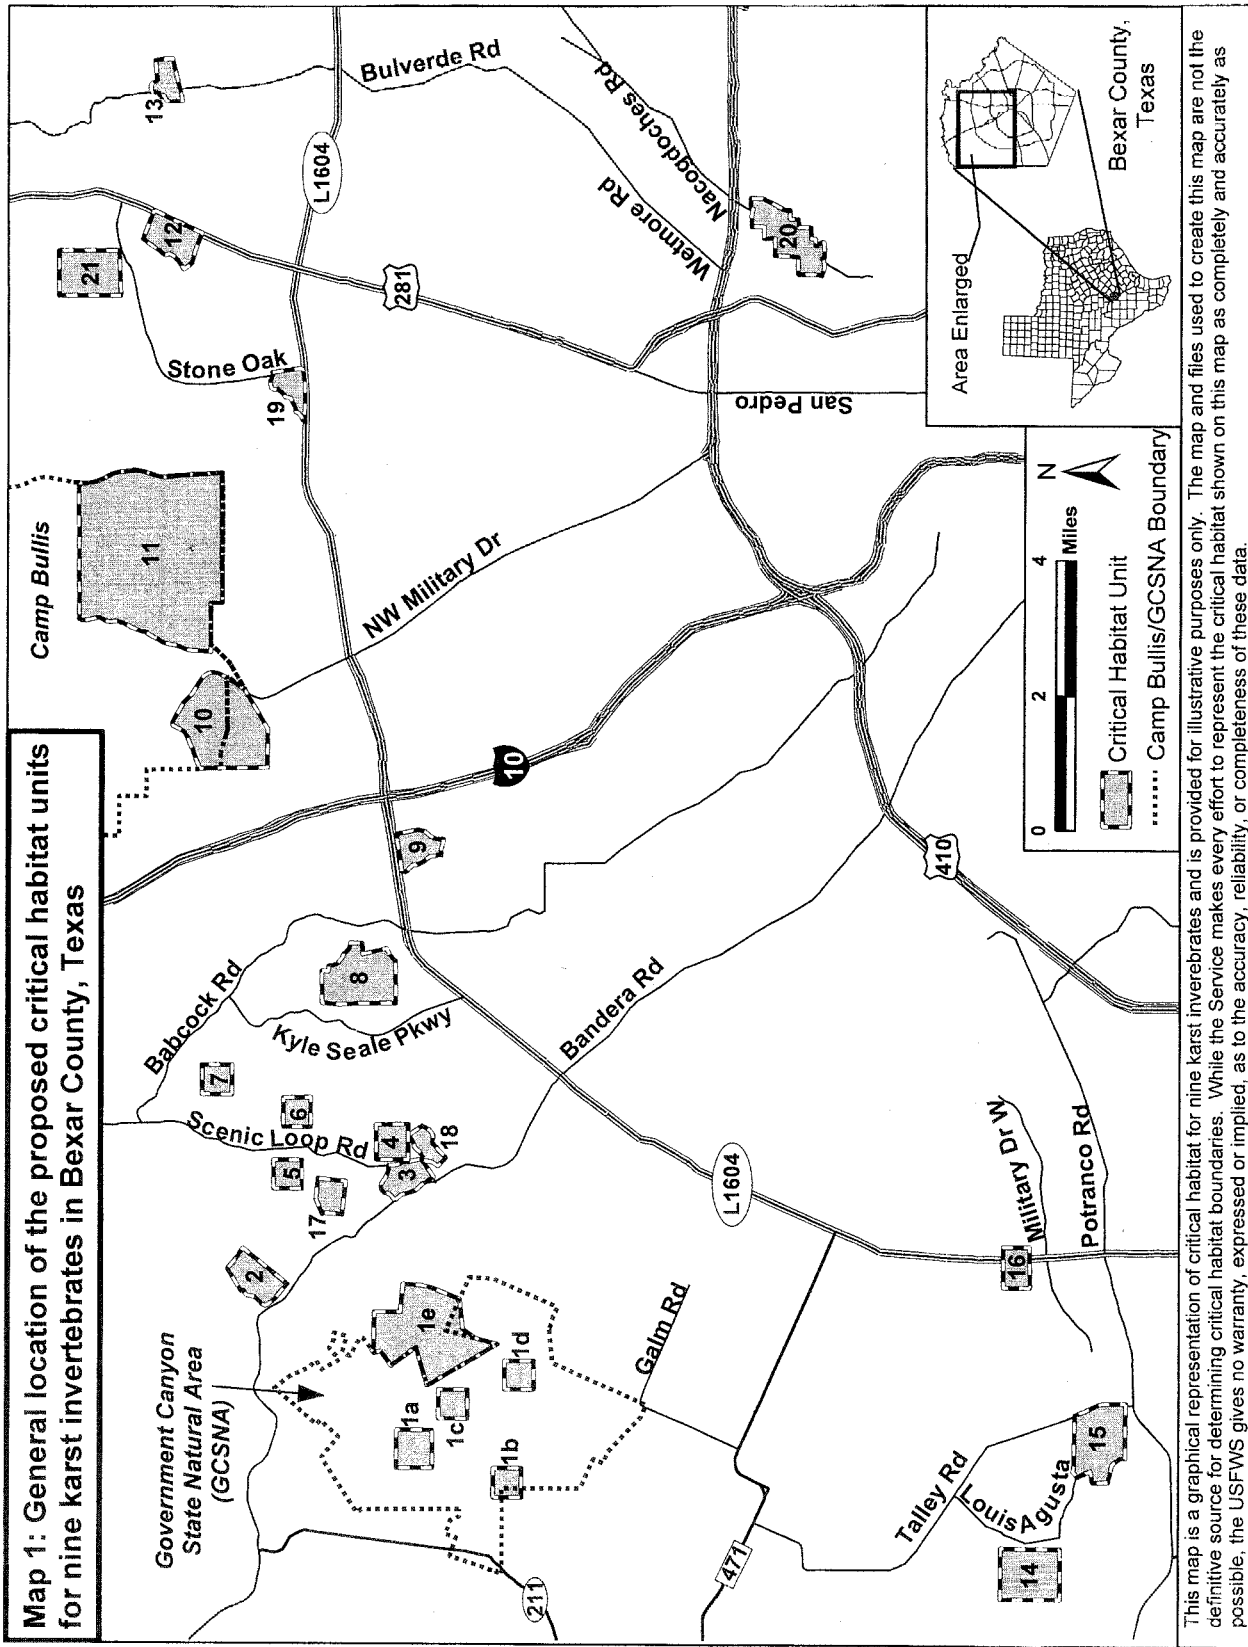 Map 1: General location of the proposed critical habitat units
for nine karst invertebrates in Bexar County, Texas
Camp Bullis
Government Canyon
State Natural Area
(GCSNA)
Babcock Rd
Kyle Seale Pkwy
Scenic Loop Rd
Bandera Rd
NW Military Dr
Stone Oak
Bulverde Rd
Nacogdoches Rd
Wetmore Rd
San Pedro
Galm Rd
Talley Rd
Louis Agusta
Military Dr W
Potranco Rd
L1604
L1604
281
10
410
471
211
1a
1b
1c
1d
1e
2
3
4
5
6
7
8
9
10
11
12
13
14
15
16
17
18
19
20
21
0
2
4
Miles
N
Critical Habitat Unit
Camp Bullis/GCSNA Boundary
Area Enlarged
Bexar County,
Texas
This map is a graphical representation of critical habitat for nine karst inverebrates and is provided for illustrative purposes only. The map and files used to create this map are not the
definitive source for determining critical habitat boundaries. While the Service makes every effort to represent the critical habitat shown on this map as completely and accurately as
possible, the USFWS gives no warranty, expressed or implied, as to the accuracy, reliability, or completeness of these data.